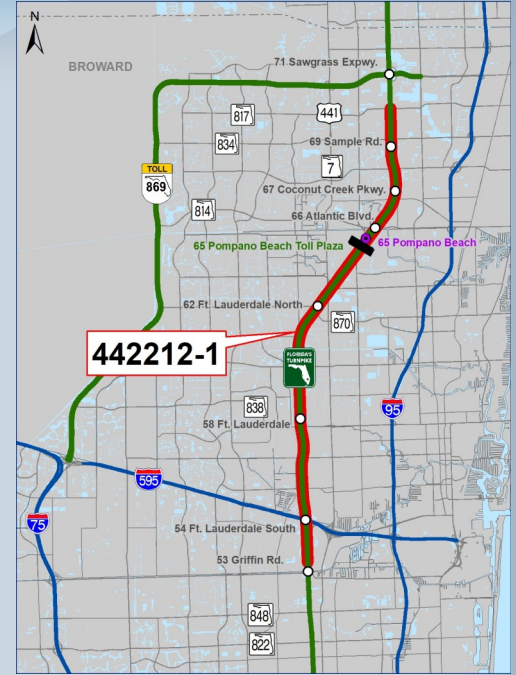 N
BROWARD
71 Sawgrass Expwy.
817
441
834
69 Sample Rd.
7
TOLL
869
67 Coconut Creek Pkwy.
814
66 Atlantic Blvd.
65 Pompano Beach Toll Plaza
65 Pompano Beach
62 Ft. Lauderdale North
870
442212-1
FLORIDA'S
TURNPIKE
838
95
58 Ft. Lauderdale
595
75
54 Ft. Lauderdale South
53 Griffin Rd.
848
822